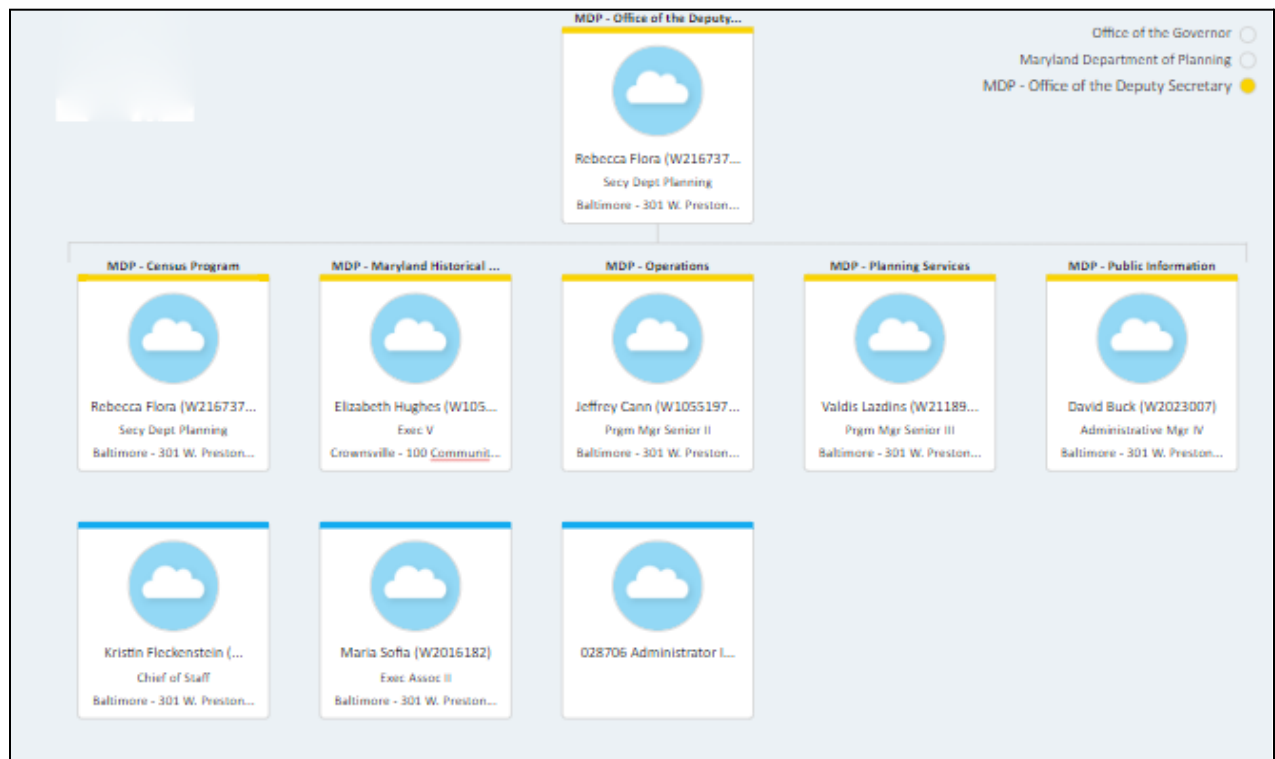 MDP - Office of the Deputy...
Office of the Governor
Maryland Department of Planning
MDP - Office of the Deputy Secretary
Rebecca Flora (W216737...
Secy Dept Planning
Baltimore - 301 W. Preston...
MDP - Census Program
MDP - Maryland Historical ...
MDP - Operations
MDP - Planning Services
MDP - Public Information
Rebecca Flora (W216737...
Secy Dept Planning
Baltimore - 301 W. Preston...
Elizabeth Hughes (W105...
Exec V
Crownsville - 100 Communit...
Jeffrey Cann (W1055197...
Prgm Mgr Senior II
Baltimore - 301 W. Preston...
Valdis Lazdins (W21189...
Prgm Mgr Senior III
Baltimore - 301 W. Preston...
David Buck (W2023007)
Administrative Mgr IV
Baltimore - 301 W. Preston...
Kristin Fleckenstein (...
Chief of Staff
Baltimore - 301 W. Preston...
Maria Sofia (W2016182)
Exec Assoc II
Baltimore - 301 W. Preston...
028706 Administrator I...